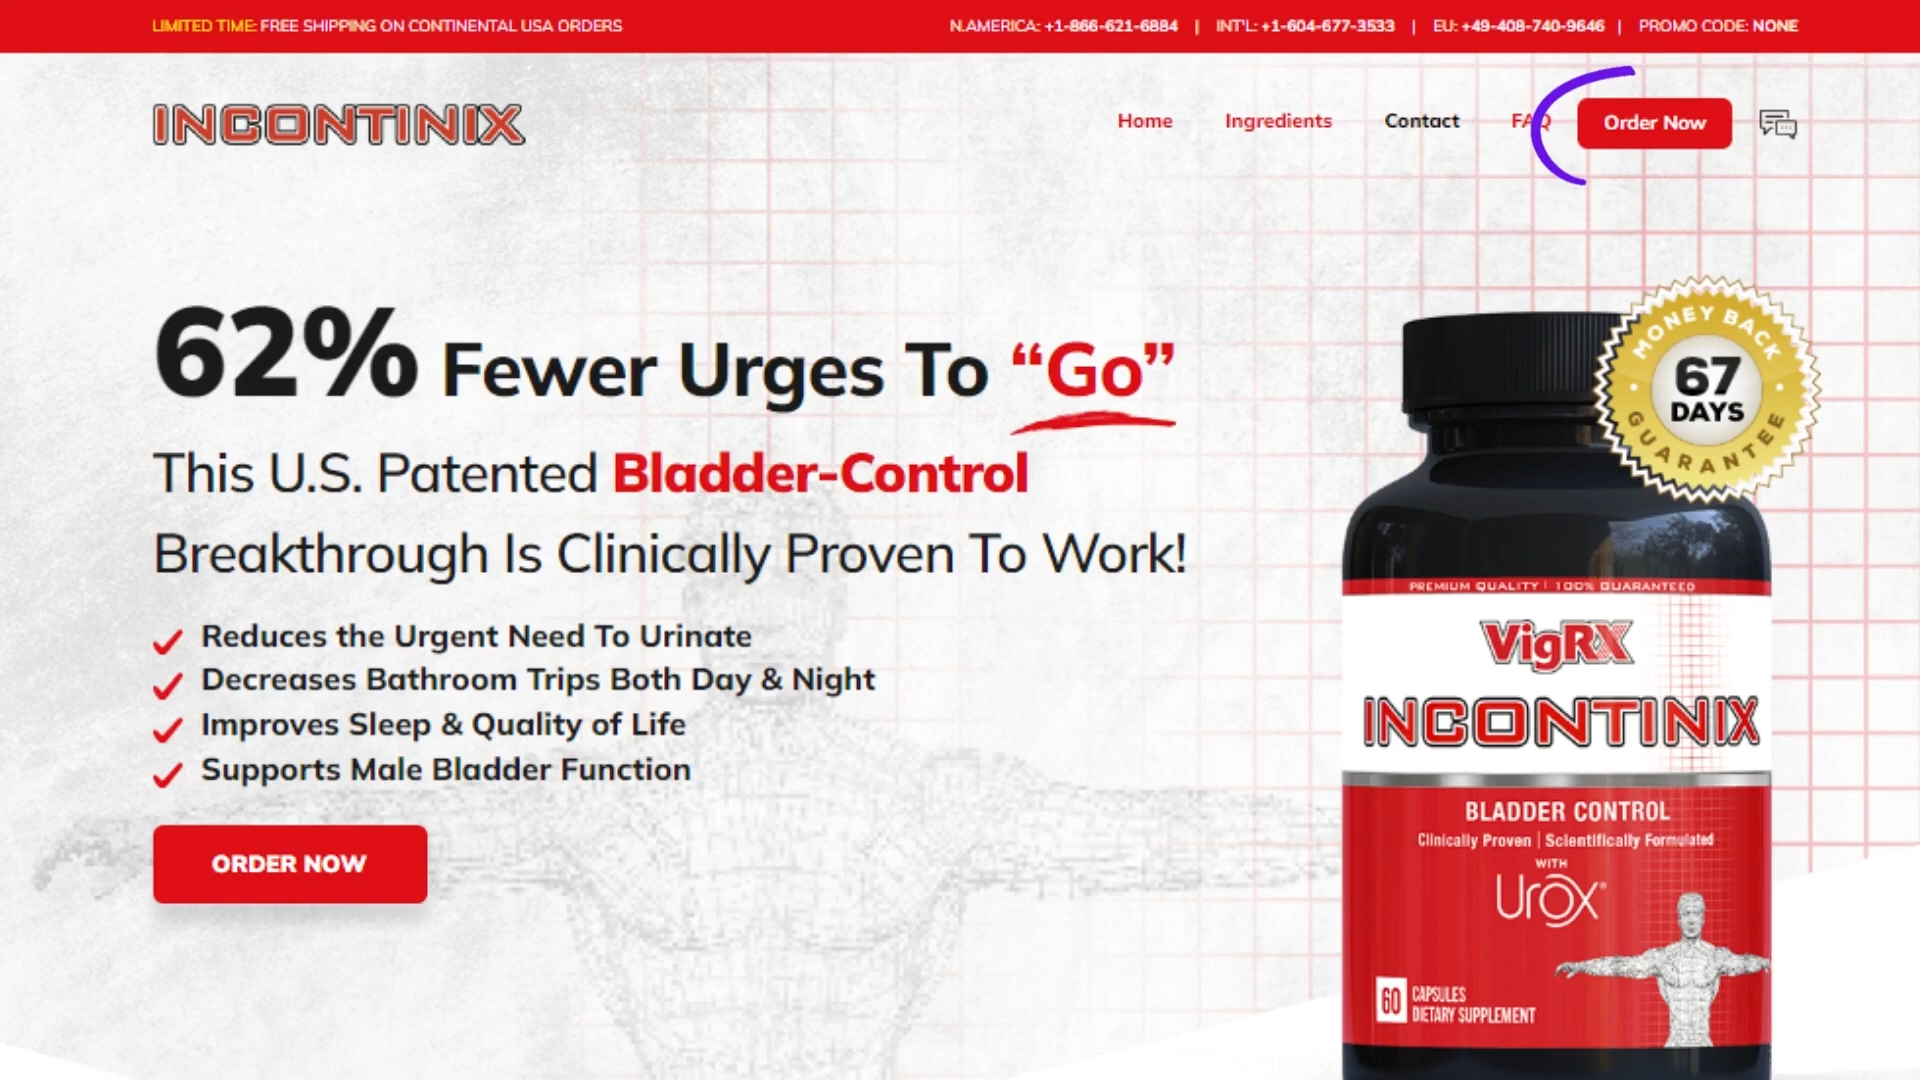 LIMITED TIME: FREE SHIPPING ON CONTINENTAL USA ORDERS
N.AMERICA: +1-866-621-6884 | INT'L: +1-604-677-3533 | EU: +49-408-740-9646 | PROMO CODE: NONE
INCONTINIX
Home Ingredients Contact FAQ Order Now
62% Fewer Urges To “Go”
This U.S. Patented Bladder-Control
Breakthrough Is Clinically Proven To Work!
Reduces the Urgent Need To Urinate
Decreases Bathroom Trips Both Day & Night
Improves Sleep & Quality of Life
Supports Male Bladder Function
ORDER NOW
MONEY BACK
67
DAYS
GUARANTEE
PREMIUM QUALITY | 100% GUARANTEED
VigRX
INCONTINIX
BLADDER CONTROL
Clinically Proven | Scientifically Formulated
WITH
UroX®
60 CAPSULES
DIETARY SUPPLEMENT